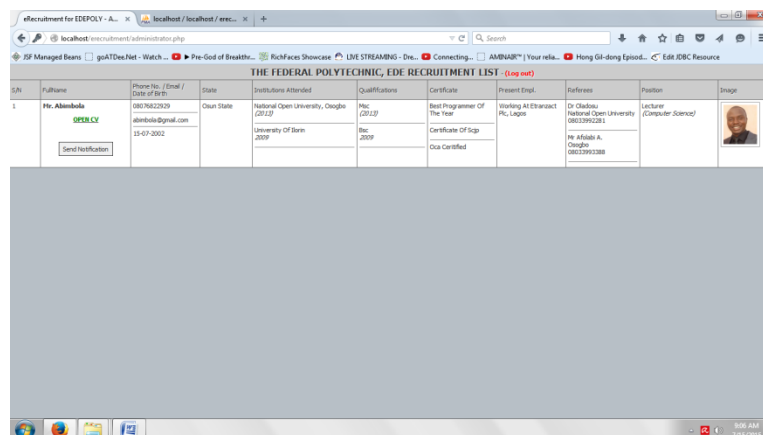 eRecruitment for EDEPOLY - A... × localhost / localhost / erec... × +
localhost/erecruitment/administrator.php
Search
JSF Managed Beans goATDee.Net - Watch ... Pre-God of Breakthr... RichFaces Showcase LIVE STREAMING - Dre... Connecting... AMINAIR™ | Your relia... Hong Gil-dong Episod... Edit JDBC Resource
THE FEDERAL POLYTECHNIC, EDE RECRUITMENT LIST - (Log out)
S/N FullName Phone No. / Email / Date of Birth State Institutions Attended Qualifications Certificate Present Empl. Referees Position Image
1
Mr. Abimbola
OPEN CV
Send Notification
08076822929
abimbola@gmail.com
15-07-2002
Osun State
National Open University, Osogbo
(2013)
University Of Ilorin
2009
Msc
(2013)
Bsc
2009
Best Programmer Of
The Year
Certificate Of Scjp
Oca Ceritified
Working At Etranzact
Plc, Lagos
Dr Oladosu
National Open University
08033992281
Mr Afolabi A.
Osogbo
08033993388
Lecturer
(Computer Science)
9:06 AM